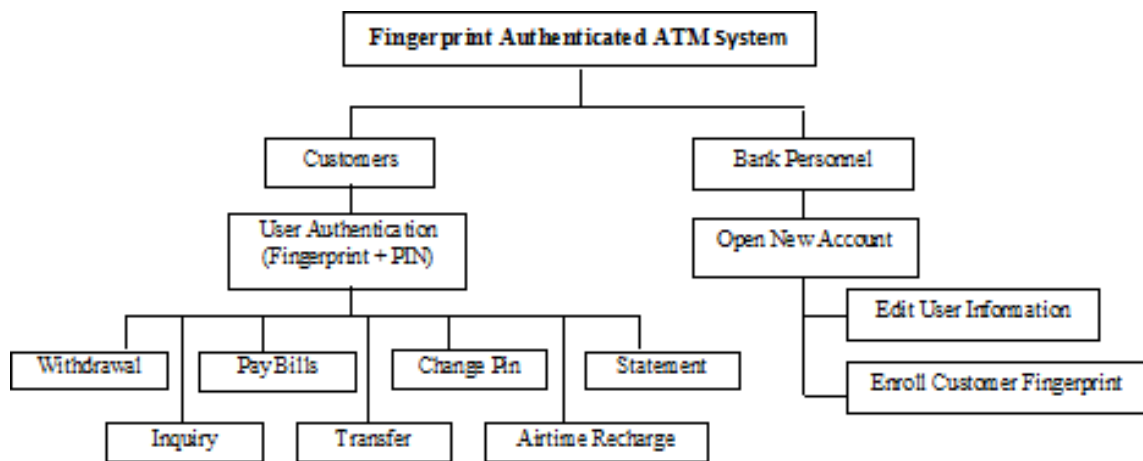 Fingerprint Authenticated ATM System
Customers
Bank Personnel
User Authentication
(Fingerprint + PIN)
Open New Account
Edit User Information
Withdrawal
Pay Bills
Change Pin
Statement
Enroll Customer Fingerprint
Inquiry
Transfer
Airtime Recharge